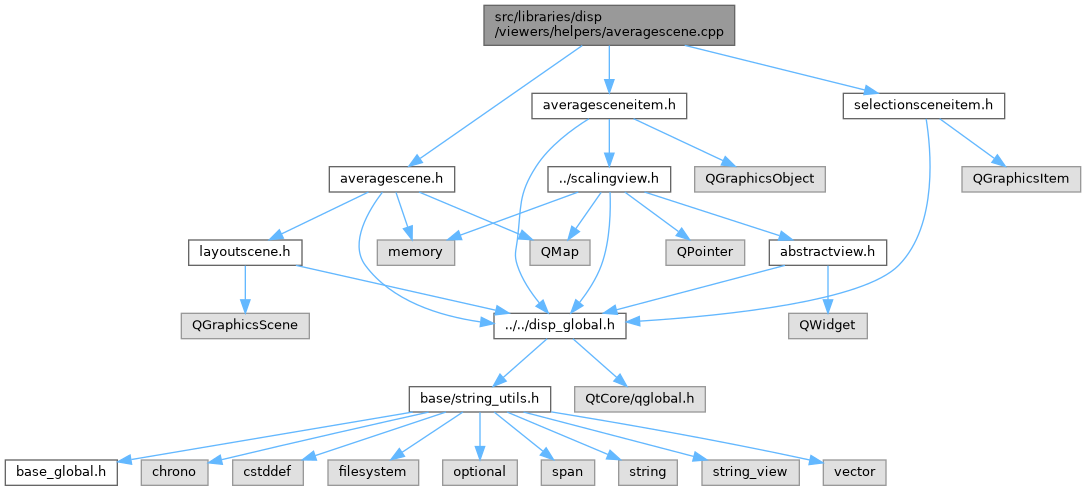 src/libraries/disp
/viewers/helpers/averagescene.cpp
averagesceneitem.h
selectionsceneitem.h
averagescene.h
../scalingview.h
QGraphicsObject
QGraphicsItem
layoutscene.h
memory
QMap
QPointer
abstractview.h
QGraphicsScene
../../disp_global.h
QWidget
base/string_utils.h
QtCore/qglobal.h
base_global.h
chrono
cstddef
filesystem
optional
span
string
string_view
vector